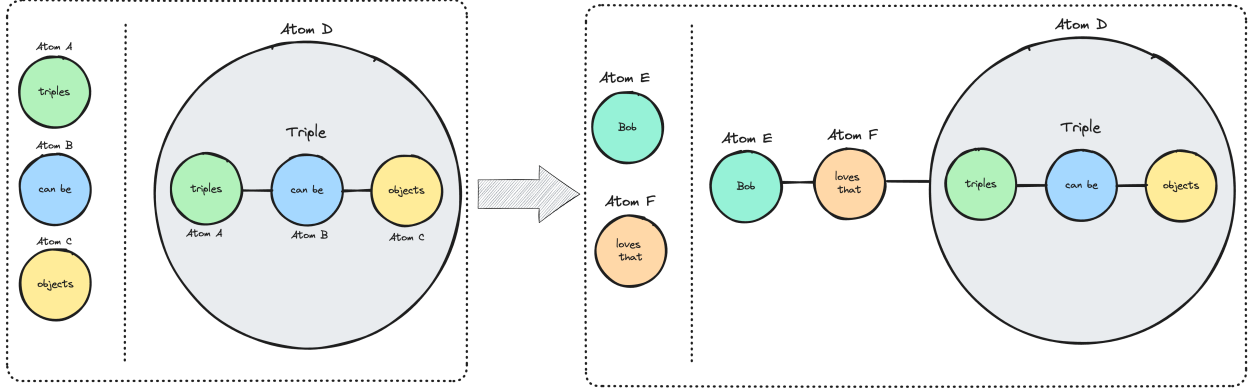 Atom A
triples
Atom B
can be
Atom C
objects
Atom D
Triple
triples
can be
objects
Atom A
Atom B
Atom C
Atom E
Bob
Atom F
loves
that
Atom D
Triple
Atom E
Atom F
Bob
loves
that
triples
can be
objects